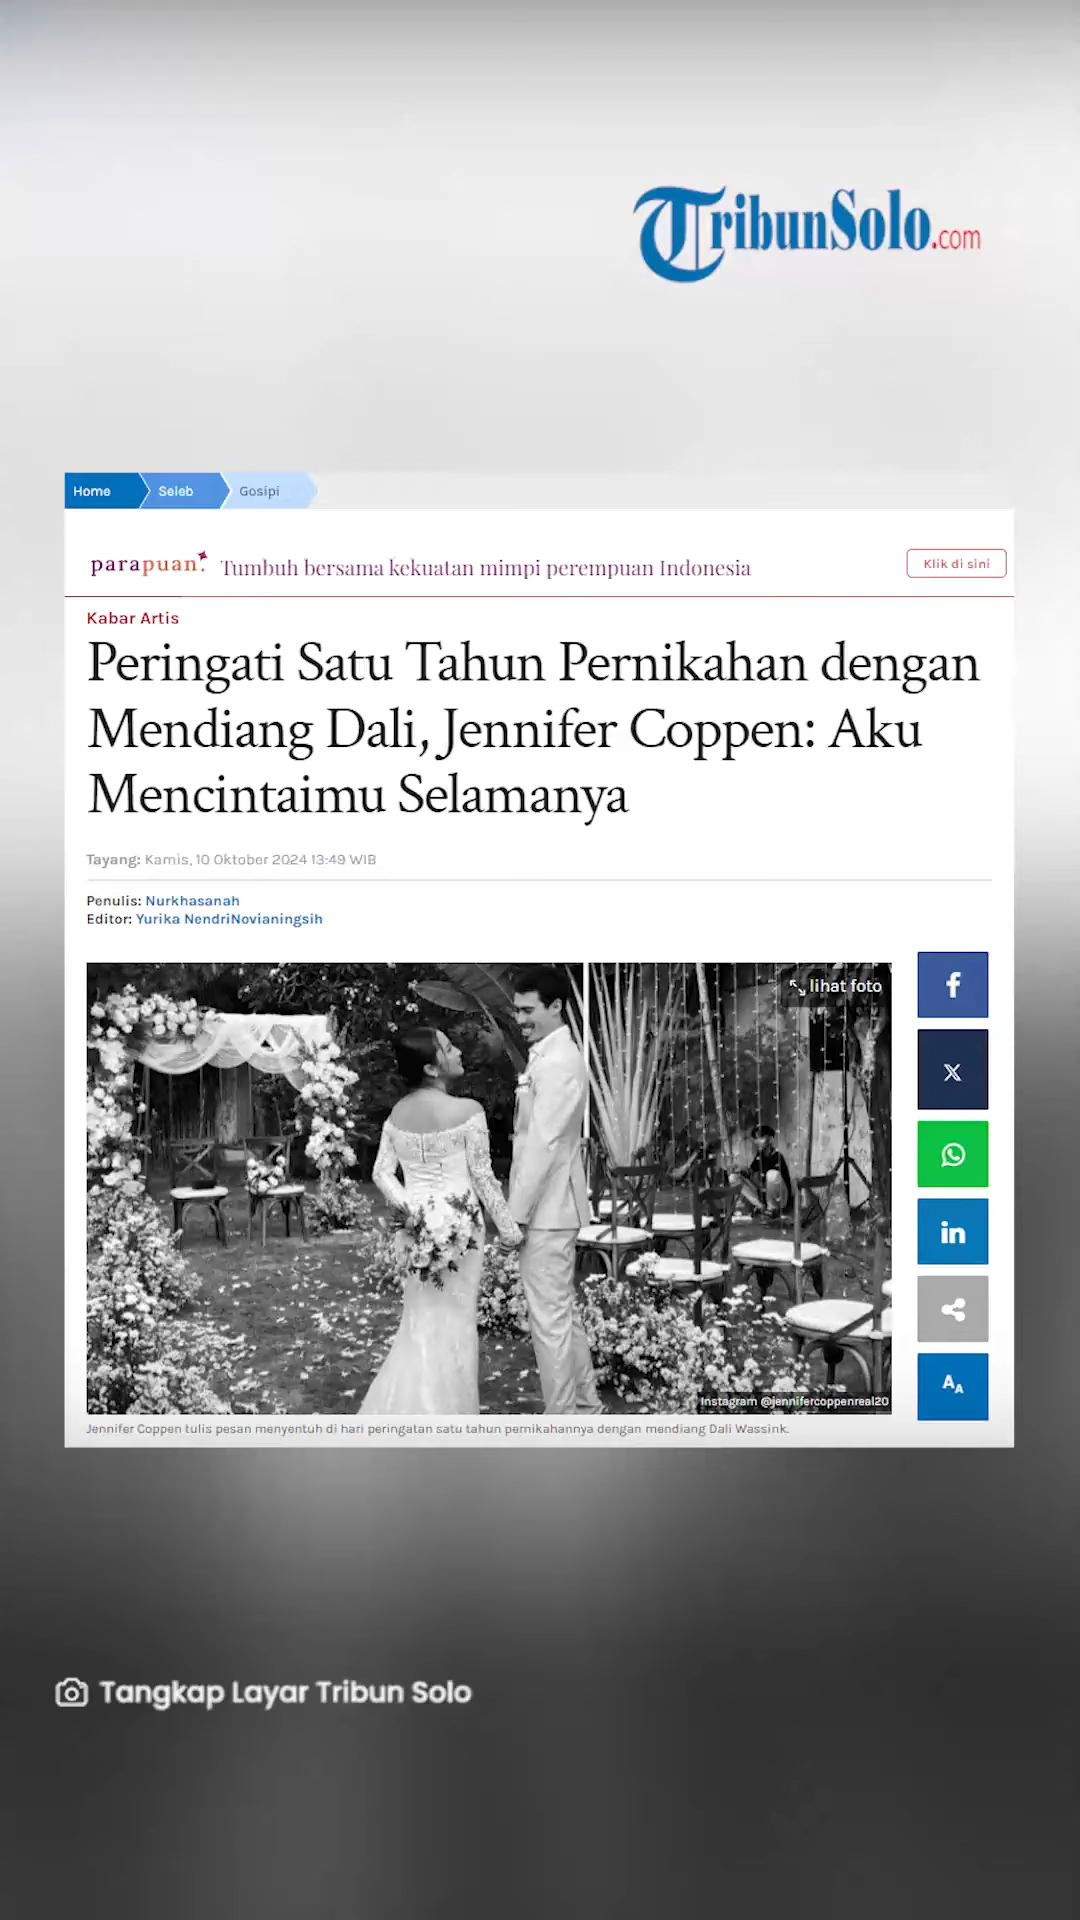 TribunSolo.com
Home Seleb Gosipi
parapuan. Tumbuh bersama kekuatan mimpi perempuan Indonesia Klik di sini
Kabar Artis
Peringati Satu Tahun Pernikahan dengan
Mendiang Dali, Jennifer Coppen: Aku
Mencintaimu Selamanya
Tayang: Kamis, 10 Oktober 2024 13:49 WIB
Penulis: Nurkhasanah
Editor: Yurika NendriNovianingsih
lihat foto
Instagram @jennifercoppenreal20
Jennifer Coppen tulis pesan menyentuh di hari peringatan satu tahun pernikahannya dengan mendiang Dali Wassink.
Tangkap Layar Tribun Solo